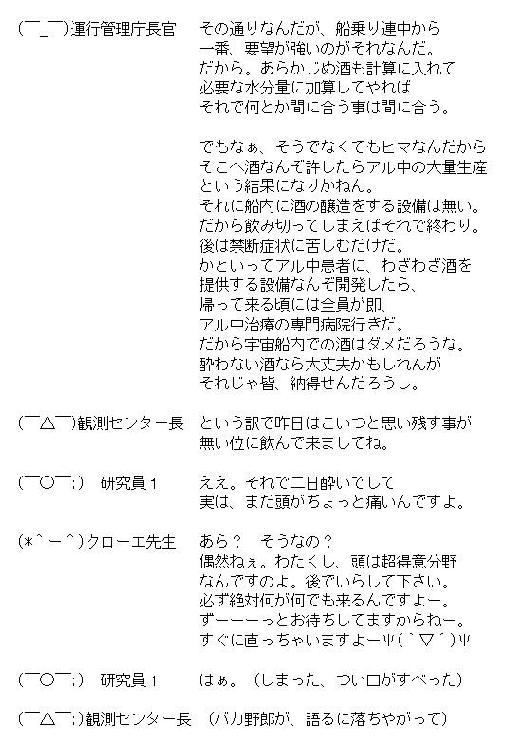 (￣_￣)運行管理庁長官　その通りなんだが、船乗り連中から
一番、要望が強いのがそれなんだ。
だから。あらかじめ酒も計算に入れて
必要な水分量に加算してやれば
それで何とか間に合う事は間に合う。
でもなぁ、そうでなくてもヒマなんだから
そこへ酒なんぞ許したらアル中の大量生産
という結果になりかねん。
それに船内に酒の醸造をする設備は無い。
だから飲み切ってしまえばそれで終わり。
後は禁断症状に苦しむだけだ。
かといってアル中患者に、わざわざ酒を
提供する設備なんぞ開発したら、
帰って来る頃には全員が即、
アル中治療の専門病院行きだ。
だから宇宙船内での酒はダメだろうな。
酔わない酒なら大丈夫かもしれんが
それじゃ皆、納得せんだろうし。
(￣△￣)観測センター長　という訳で昨日はこいつと思い残す事が
無い位に飲んで来ましてね。
(￣○￣;)　研究員１　ええ。それで二日酔いでして
実は、まだ頭がちょっと痛いんですよ。
(*＾ー＾)クローエ先生　あら？　そうなの？
偶然ねぇ。わたくし、頭は超得意分野
なんですのよ。後でいらして下さい。
必ず絶対何が何でも来るんですよー。
ずーーーっとお待ちしてますからねー。
すぐに直っちゃいますよーΨ(｀▽´)Ψ
(￣○￣;)　研究員１　はぁ。（しまった、つい口がすべった）
(￣△￣;)観測センター長　（バカ野郎が、語るに落ちやがって）